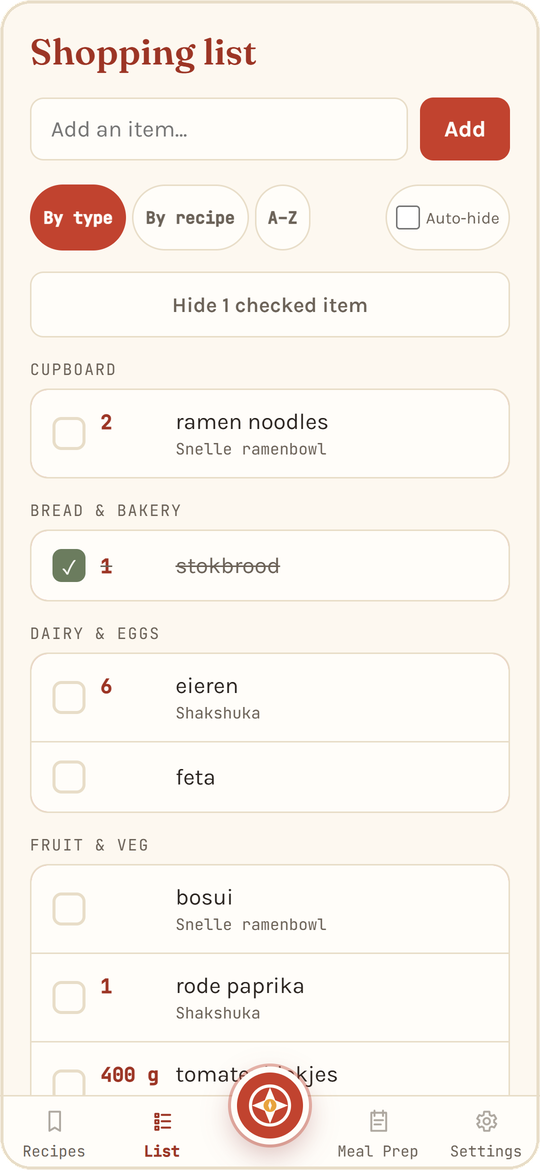 Shopping list
Add an item...
Add
By type
By recipe
A–Z
Auto-hide
Hide 1 checked item
CUPBOARD
2 ramen noodles
Snelle ramenbowl
BREAD & BAKERY
✓ 1 stokbrood
DAIRY & EGGS
6 eieren
Shakshuka
feta
FRUIT & VEG
bosui
Snelle ramenbowl
1 rode paprika
Shakshuka
400 g
Recipes
List
Meal Prep
Settings